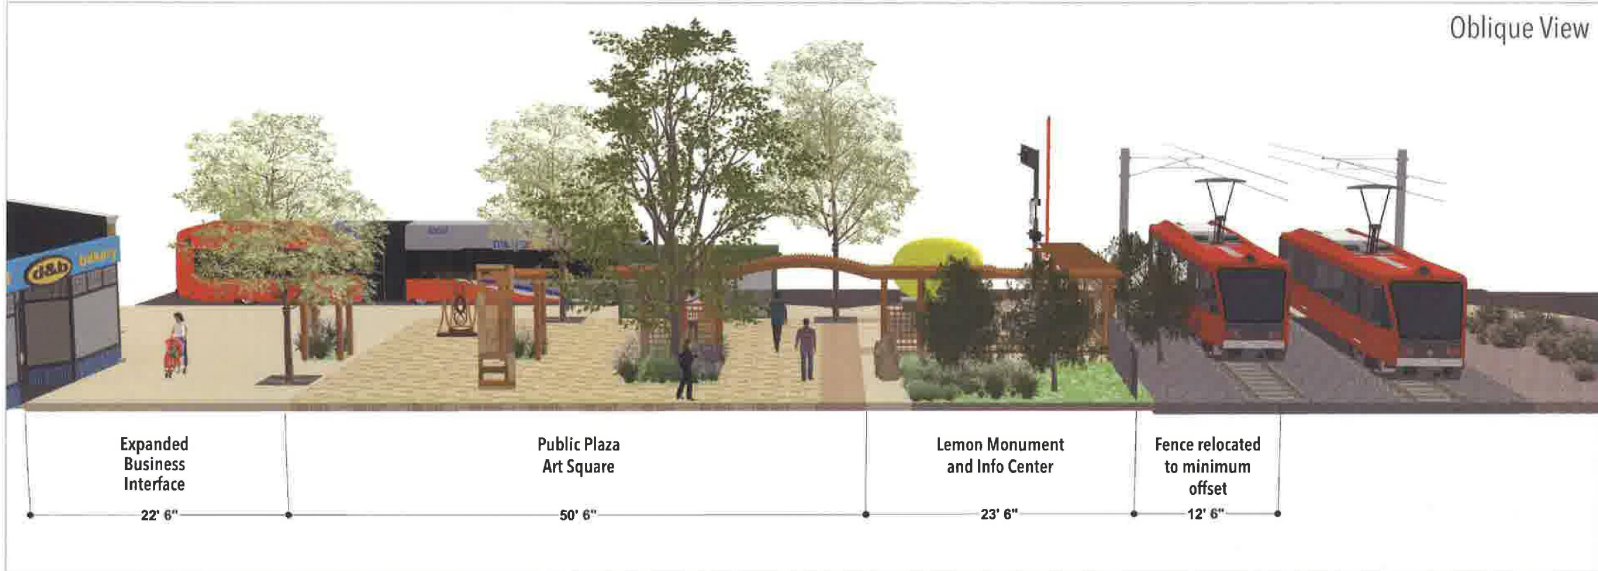 Oblique View
d&b
bakery
Expanded
Business
Interface
Public Plaza
Art Square
Lemon Monument
and Info Center
Fence relocated
to minimum
offset
22' 6"
50' 6"
23' 6"
12' 6"